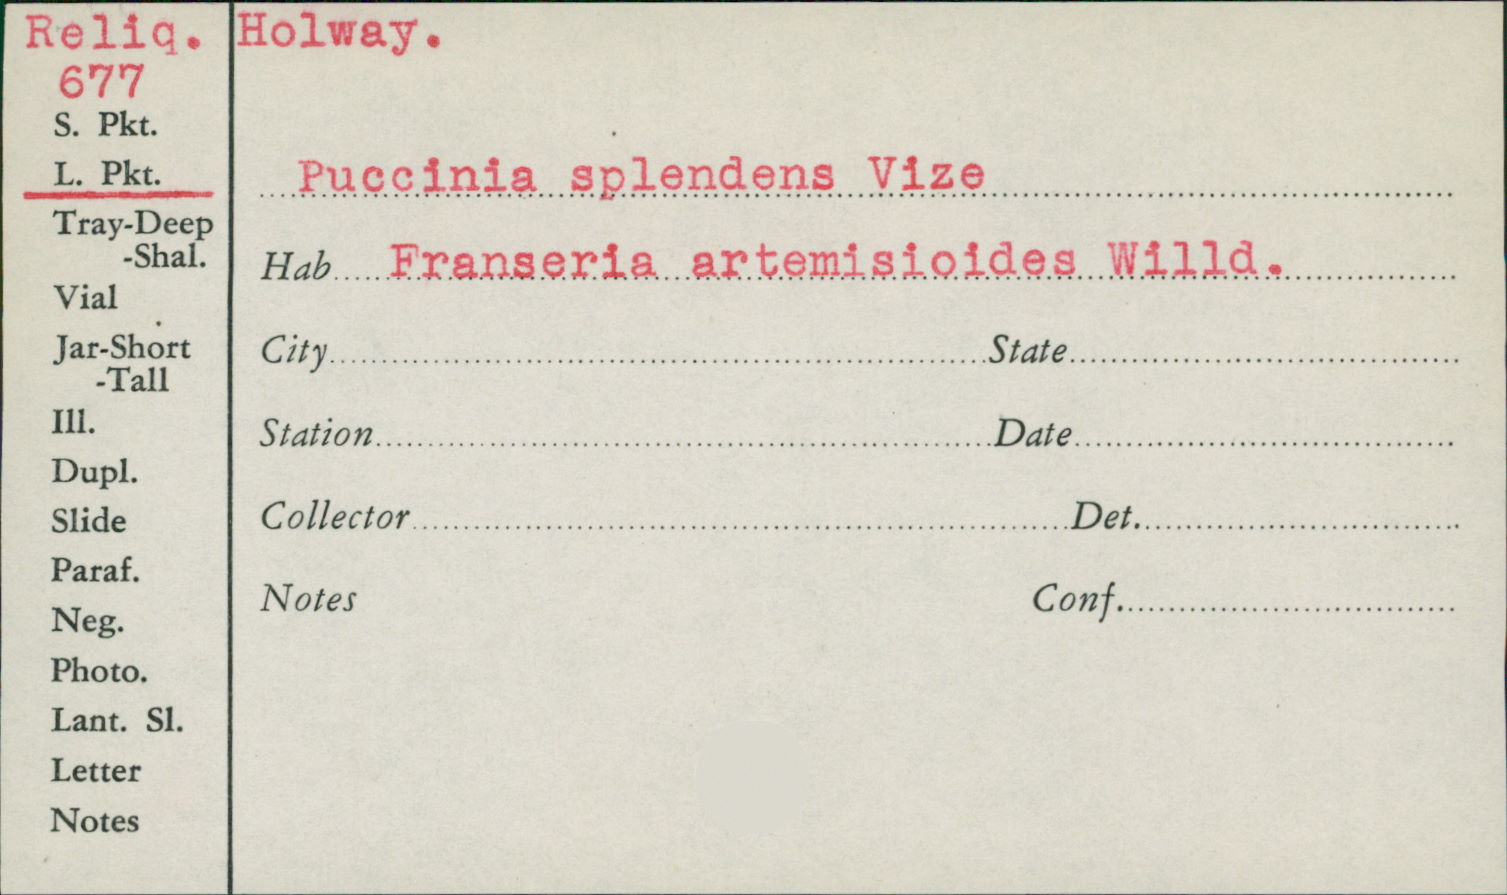 Reliq. Holway.
677
S. Pkt.
L. Pkt.
Puccinia splendens Vize
Tray-Deep
-Shal.
Hab Franseria artemisioides Willd.
Vial
Jar-Short
-Tall
City State
Ill.
Station Date
Dupl.
Slide
Collector Det.
Paraf.
Notes Conf.
Neg.
Photo.
Lant. Sl.
Letter
Notes